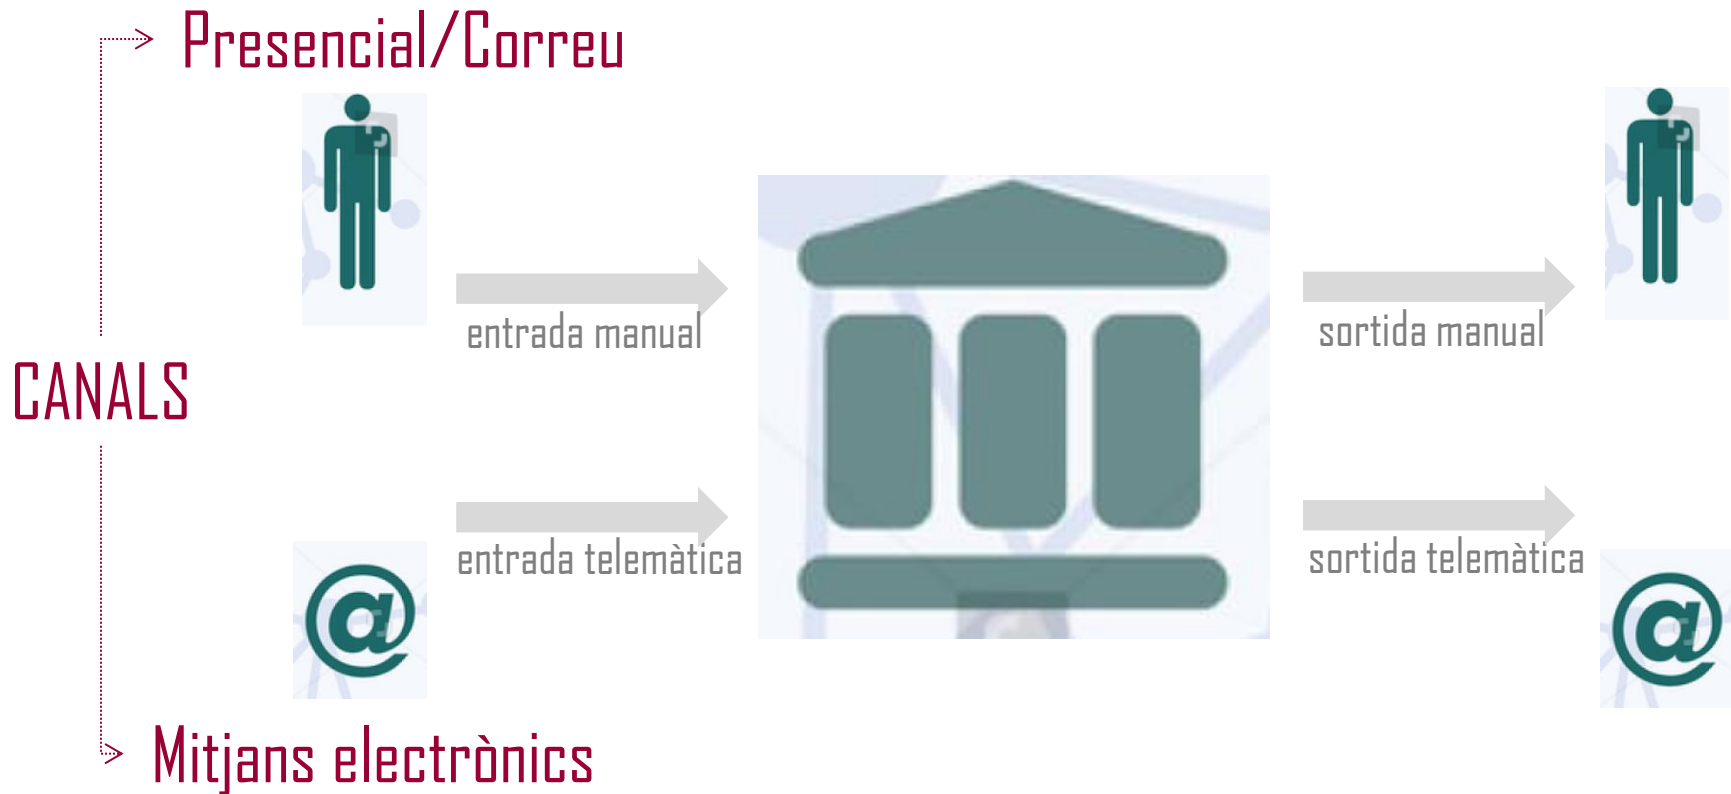 Presencial/Correu
entrada manual
sortida manual
CANALS
entrada telemàtica
sortida telemàtica
@
@
Mitjans electrònics